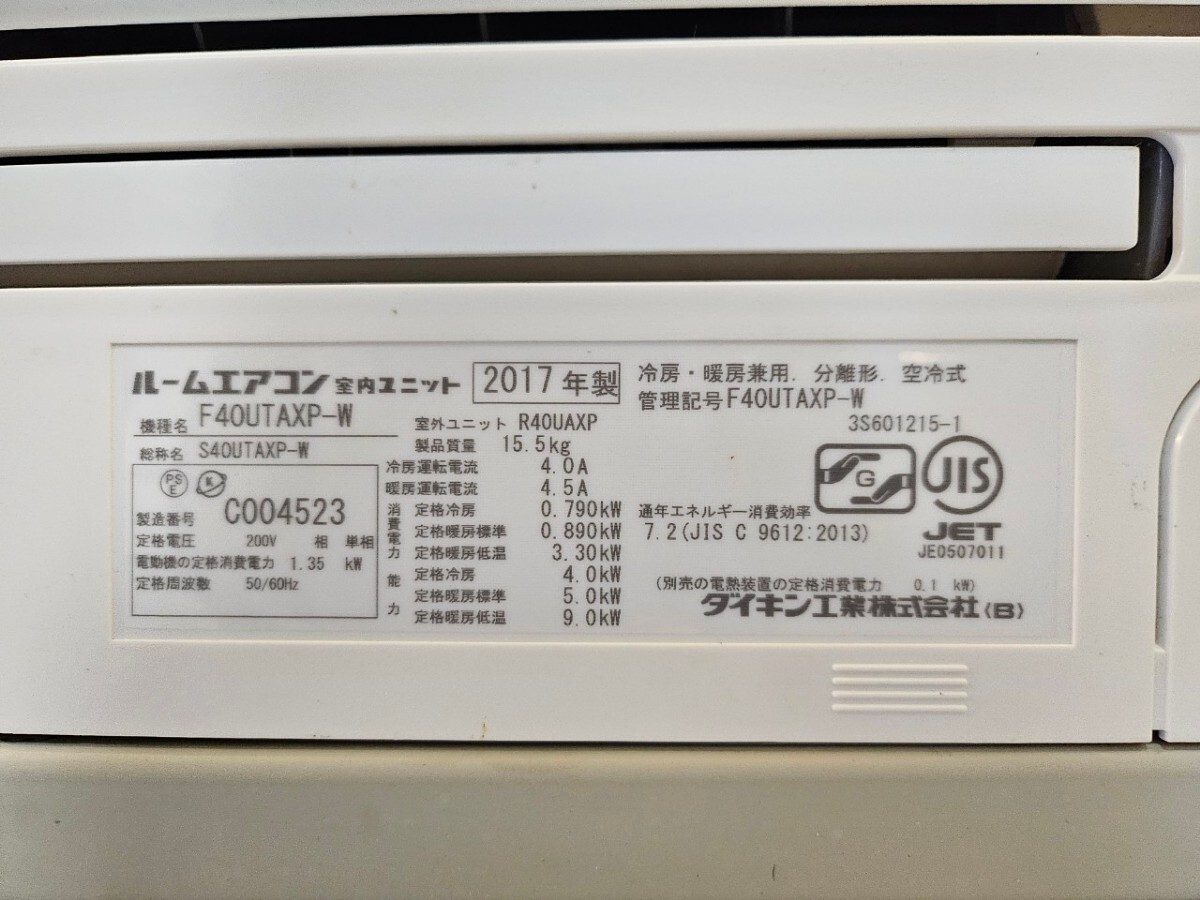 ルームエアコン 室内ユニット 2017 年製
機種名 F40UTAXP-W
総称名 S40UTAXP-W
PS
E
製造番号 C004523
定格電圧 200V 相 単相
電動機の定格消費電力 1.35 kW
定格周波数 50/60Hz
室外ユニット R40UAXP
製品質量 15.5kg
冷房運転電流 4.0A
暖房運転電流 4.5A
消費電力
定格冷房 0.790kW
定格暖房標準 0.890kW
定格暖房低温 3.30kW
能力
定格冷房 4.0kW
定格暖房標準 5.0kW
定格暖房低温 9.0kW
冷房・暖房兼用. 分離形. 空冷式
管理記号F40UTAXP-W
3S601215-1
G
JIS
JET
JE0507011
通年エネルギー消費効率
7.2(JIS C 9612:2013)
(別売の電熱装置の定格消費電力 0.1 kW)
ダイキン工業株式会社(B)